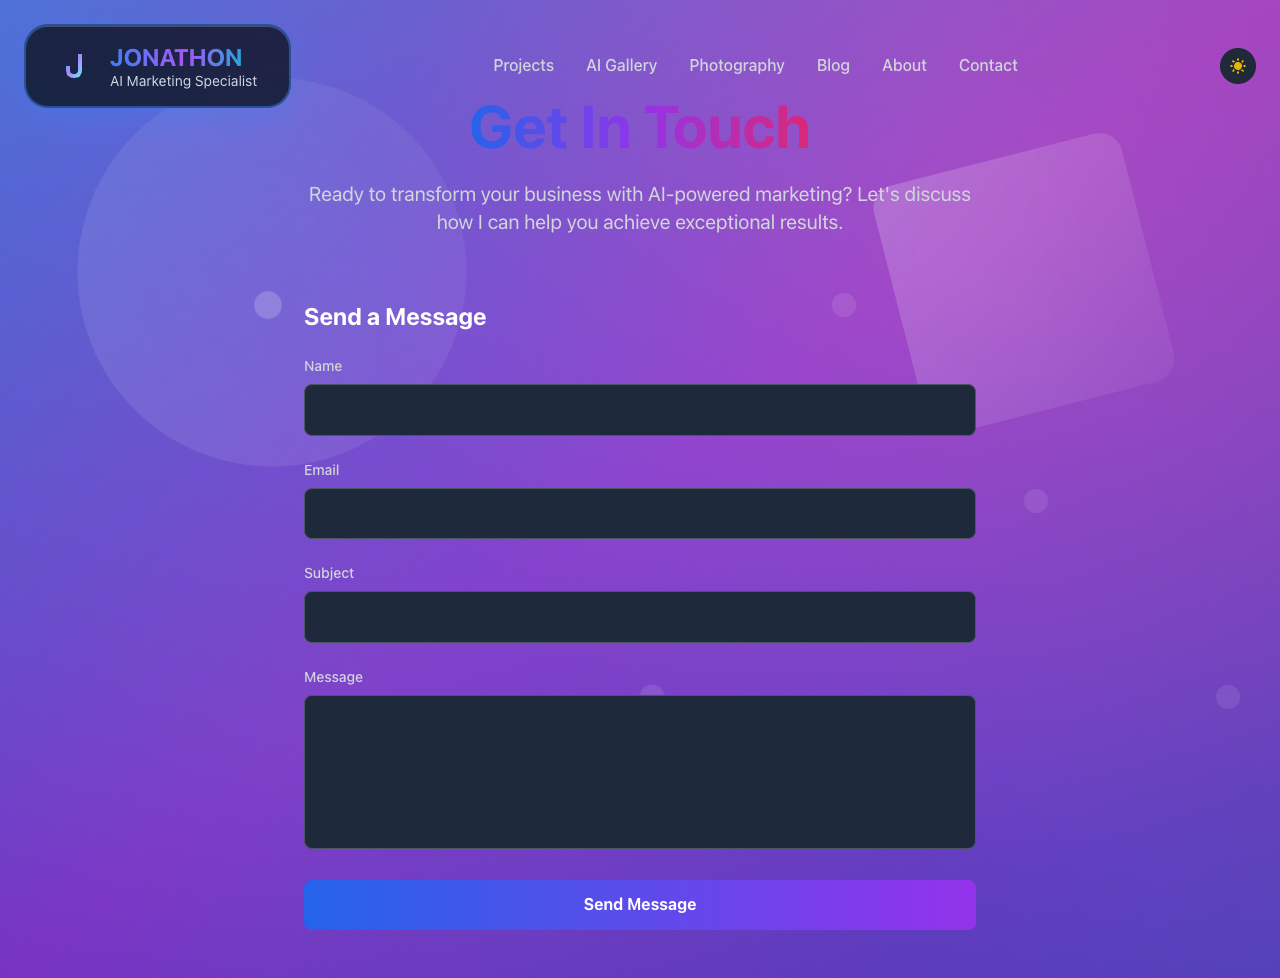 J
JONATHON
AI Marketing Specialist
Projects
AI Gallery
Photography
Blog
About
Contact
Get In Touch
Ready to transform your business with AI-powered marketing? Let's discuss
how I can help you achieve exceptional results.
Send a Message
Name
Email
Subject
Message
Send Message